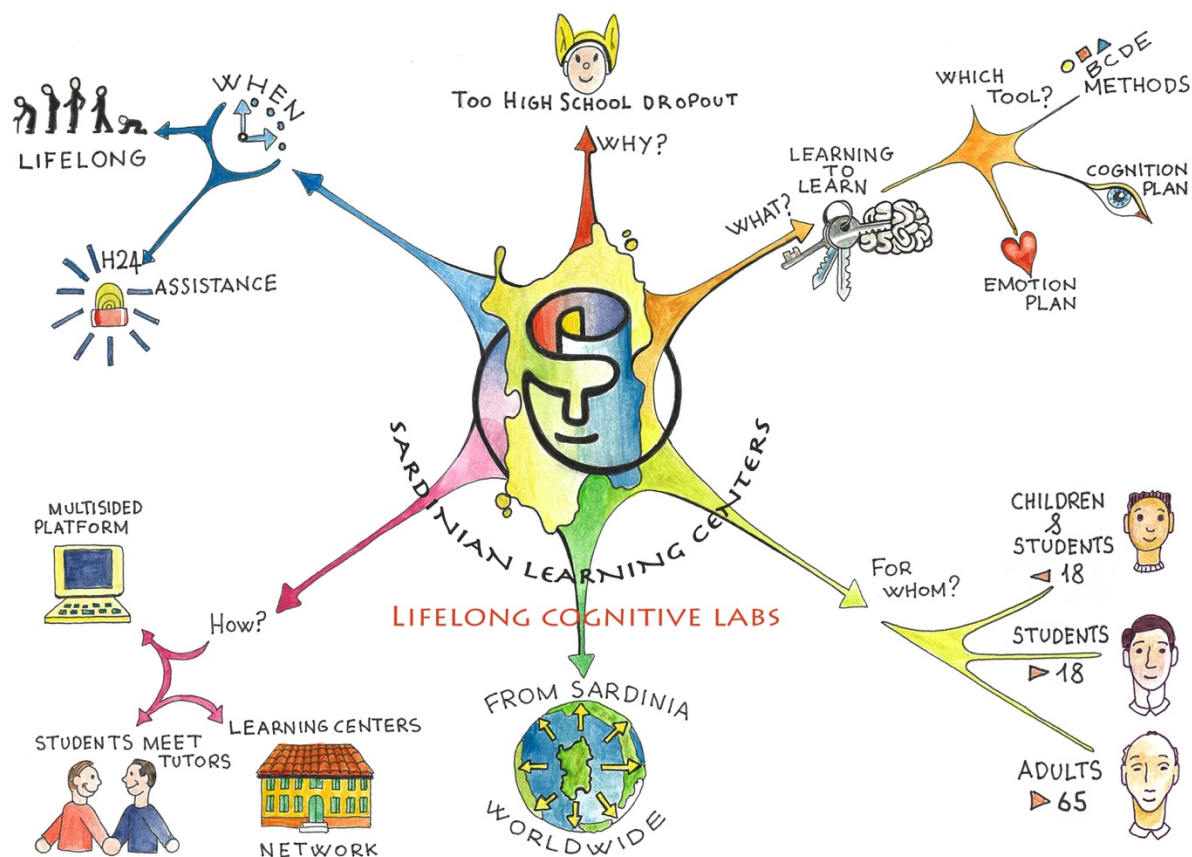 WHEN
LIFELONG
H24
ASSISTANCE
TOO HIGH SCHOOL DROPOUT
WHY?
WHAT?
LEARNING
TO
LEARN
WHICH
TOOL?
BCDE
METHODS
COGNITION
PLAN
EMOTION
PLAN
SARDINIAN LEARNING CENTERS
LIFELONG COGNITIVE LABS
MULTISIDED
PLATFORM
HOW?
STUDENTS MEET
TUTORS
LEARNING CENTERS
NETWORK
FROM SARDINIA
WORLDWIDE
FOR
WHOM?
CHILDREN
&
STUDENTS
18
STUDENTS
18
ADULTS
65